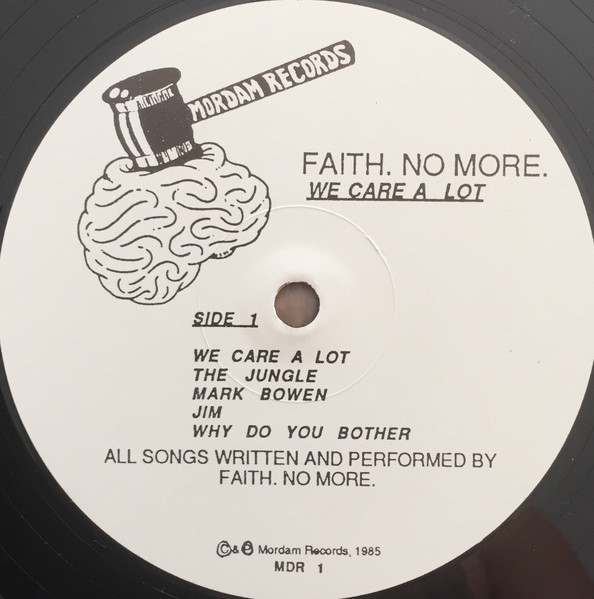 MORDAM RECORDS
FAITH. NO MORE.
WE CARE A LOT
SIDE 1
WE CARE A LOT
THE JUNGLE
MARK BOWEN
JIM
WHY DO YOU BOTHER
ALL SONGS WRITTEN AND PERFORMED BY
FAITH. NO MORE.
©&℗ Mordam Records, 1985
MDR 1